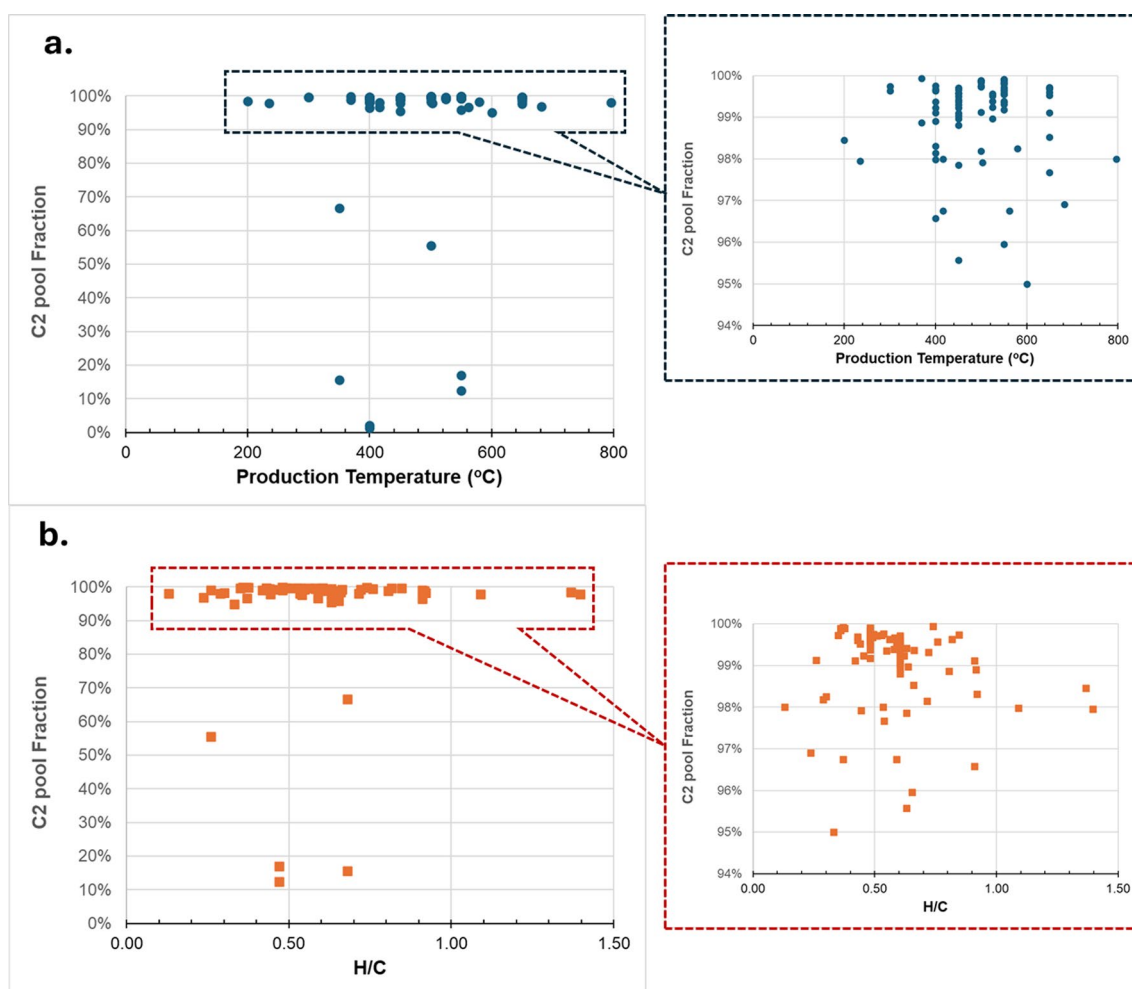 a.
C2 pool Fraction
100%
90%
80%
70%
60%
50%
40%
30%
20%
10%
0%
0 200 400 600 800
Production Temperature (ºC)
C2 pool Fraction
100%
99%
98%
97%
96%
95%
94%
0 200 400 600 800
Production Temperature (ºC)
b.
C2 pool Fraction
100%
90%
80%
70%
60%
50%
40%
30%
20%
10%
0%
0.00 0.50 1.00 1.50
H/C
C2 pool Fraction
100%
99%
98%
97%
96%
95%
94%
0.00 0.50 1.00 1.50
H/C